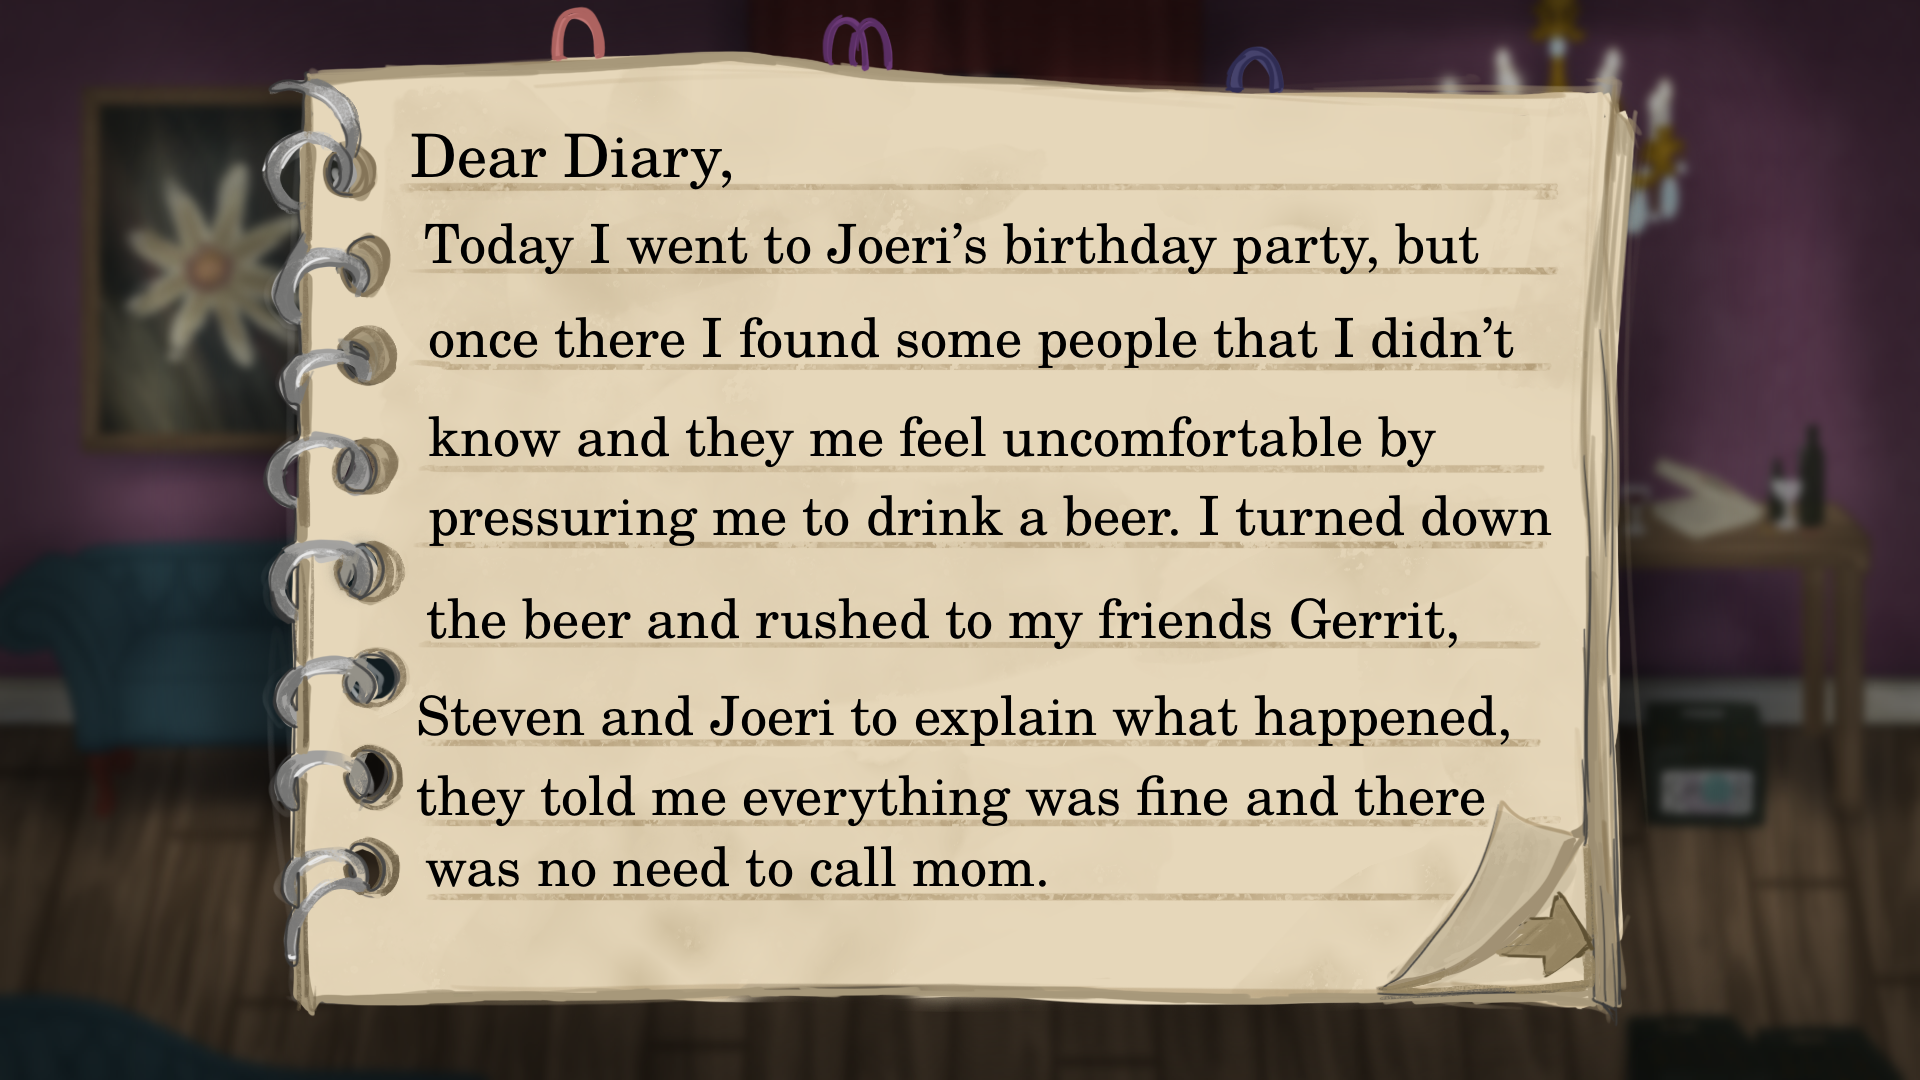 Dear Diary,
Today I went to Joeri’s birthday party, but
once there I found some people that I didn’t
know and they me feel uncomfortable by
pressuring me to drink a beer. I turned down
the beer and rushed to my friends Gerrit,
Steven and Joeri to explain what happened,
they told me everything was fine and there
was no need to call mom.